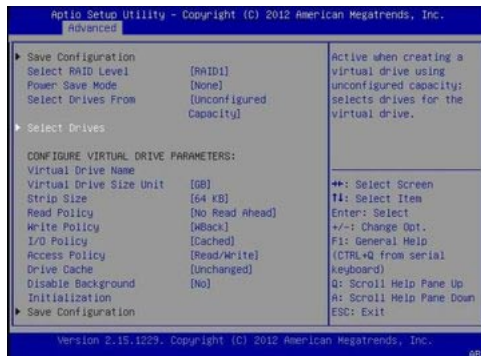 Aptio Setup Utility - Copyright (C) 2012 American Megatrends, Inc.
Advanced
Save Configuration
Select RAID Level [RAID1]
Power Save Mode [None]
Select Drives From [Unconfigured
Capacity]
Select Drives
CONFIGURE VIRTUAL DRIVE PARAMETERS:
Virtual Drive Name
Virtual Drive Size Unit [GB]
Strip Size [64 KB]
Read Policy [No Read Ahead]
Write Policy [WBack]
I/O Policy [Cached]
Access Policy [Read/Write]
Drive Cache [Unchanged]
Disable Background [No]
Initialization
Save Configuration
Active when creating a
virtual drive using
unconfigured capacity;
selects drives for the
virtual drive.
→←: Select Screen
↑↓: Select Item
Enter: Select
+/-: Change Opt.
F1: General Help
(CTRL+Q from serial
keyboard)
Q: Scroll Help Pane Up
A: Scroll Help Pane Down
ESC: Exit
Version 2.15.1229. Copyright (C) 2012 American Megatrends, Inc.
AB